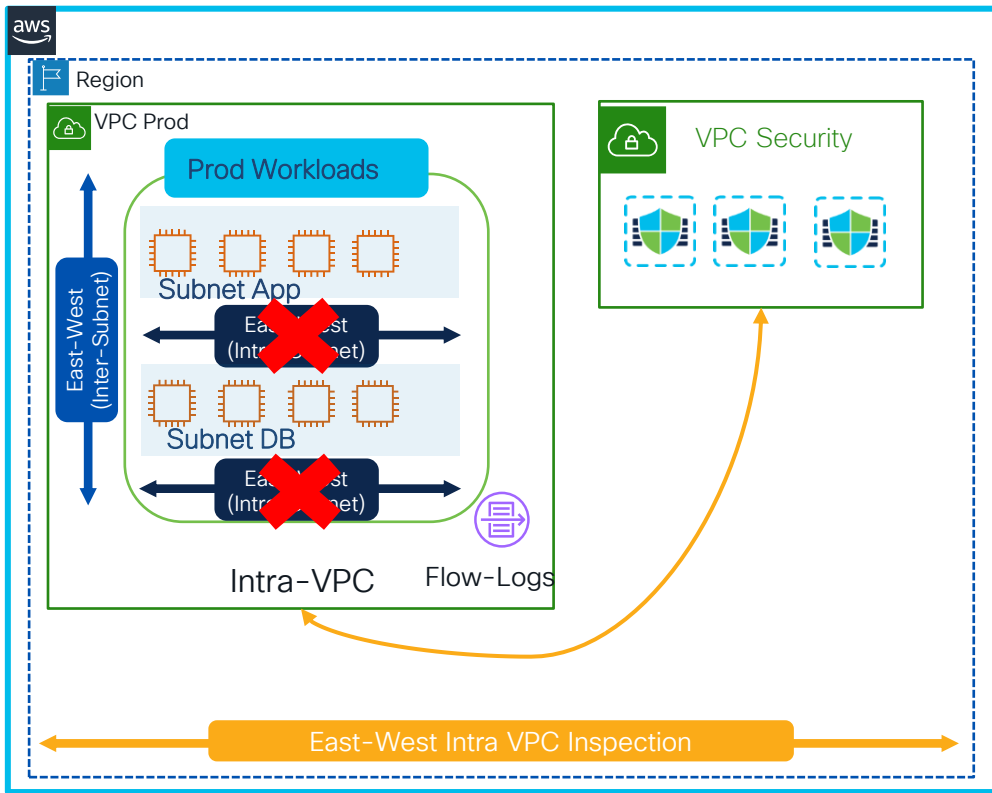 aws
Region
VPC Prod
Prod Workloads
East-West
(Inter-Subnet)
Subnet App
Subnet DB
Intra-VPC
Flow-Logs
VPC Security
East-West Intra VPC Inspection